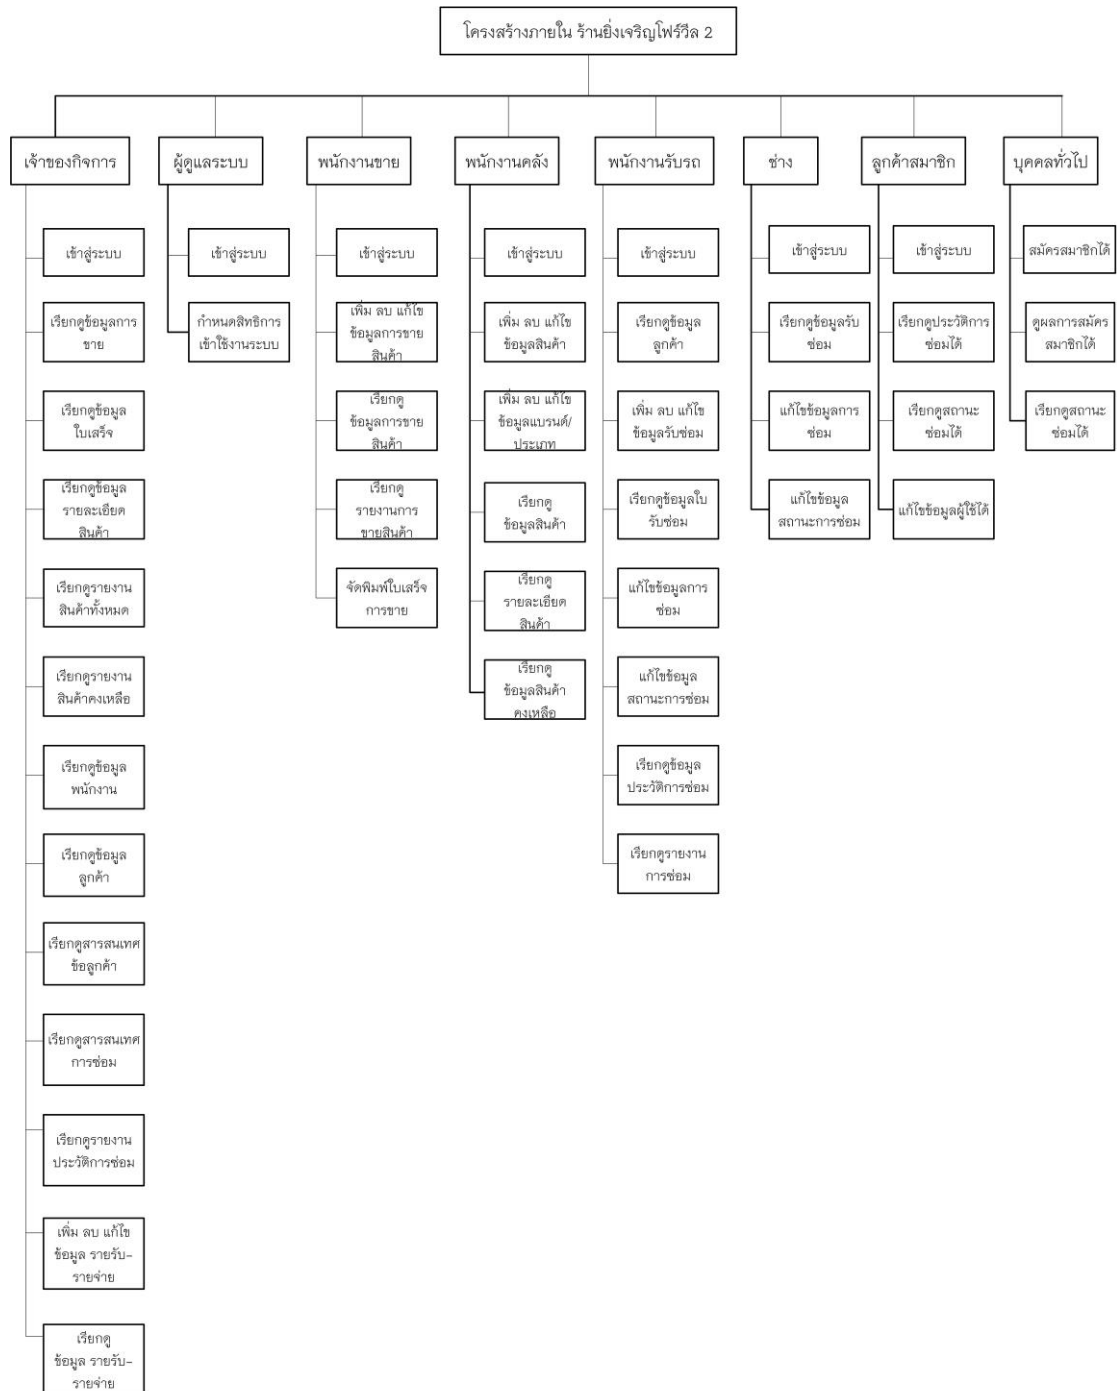 โครงสร้างภายใน ร้านยิ่งเจริญโฟร์วีล 2
เจ้าของกิจการ
ผู้ดูแลระบบ
พนักงานขาย
พนักงานคลัง
พนักงานรับรถ
ช่าง
ลูกค้าสมาชิก
บุคคลทั่วไป
เข้าสู่ระบบ
เรียกดูข้อมูลการ
ขาย
เรียกดูข้อมูล
ใบเสร็จ
เรียกดูข้อมูล
รายละเอียด
สินค้า
เรียกดูรายงาน
สินค้าทั้งหมด
เรียกดูรายงาน
สินค้าคงเหลือ
เรียกดูข้อมูล
พนักงาน
เรียกดูข้อมูล
ลูกค้า
เรียกดูสารสนเทศ
ข้อลูกค้า
เรียกดูสารสนเทศ
การซ่อม
เรียกดูรายงาน
ประวัติการซ่อม
เพิ่ม ลบ แก้ไข
ข้อมูล รายรับ-
รายจ่าย
เรียกดู
ข้อมูล รายรับ-
รายจ่าย
เข้าสู่ระบบ
กำหนดสิทธิการ
เข้าใช้งานระบบ
เข้าสู่ระบบ
เพิ่ม ลบ แก้ไข
ข้อมูลการขาย
สินค้า
เรียกดู
ข้อมูลการขาย
สินค้า
เรียกดู
รายงานการ
ขายสินค้า
จัดพิมพ์ใบเสร็จ
การขาย
เข้าสู่ระบบ
เพิ่ม ลบ แก้ไข
ข้อมูลสินค้า
เพิ่ม ลบ แก้ไข
ข้อมูลแบรนด์/
ประเภท
เรียกดู
ข้อมูลสินค้า
เรียกดู
รายละเอียด
สินค้า
เรียกดู
ข้อมูลสินค้า
คงเหลือ
เข้าสู่ระบบ
เรียกดูข้อมูล
ลูกค้า
เพิ่ม ลบ แก้ไข
ข้อมูลรับซ่อม
เรียกดูข้อมูลใบ
รับซ่อม
แก้ไขข้อมูลการ
ซ่อม
แก้ไขข้อมูล
สถานะการซ่อม
เรียกดูข้อมูล
ประวัติการซ่อม
เรียกดูรายงาน
การซ่อม
เข้าสู่ระบบ
เรียกดูข้อมูลรับ
ซ่อม
แก้ไขข้อมูลการ
ซ่อม
แก้ไขข้อมูล
สถานะการซ่อม
เข้าสู่ระบบ
เรียกดูประวัติการ
ซ่อมได้
เรียกดูสถานะ
ซ่อมได้
แก้ไขข้อมูลผู้ใช้ได้
สมัครสมาชิกได้
ดูผลการสมัคร
สมาชิกได้
เรียกดูสถานะ
ซ่อมได้